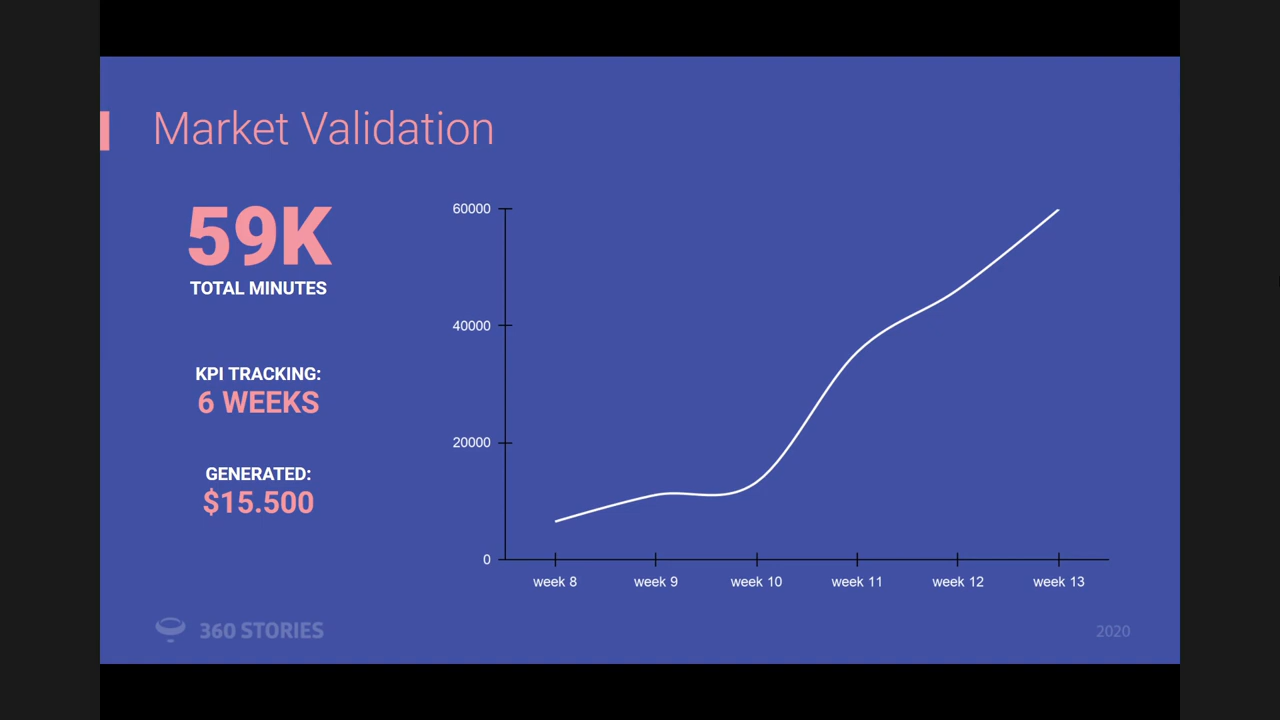 Market Validation
59K
TOTAL MINUTES
KPI TRACKING:
6 WEEKS
GENERATED:
$15.500
60000
40000
20000
0
week 8
week 9
week 10
week 11
week 12
week 13
360 STORIES
2020